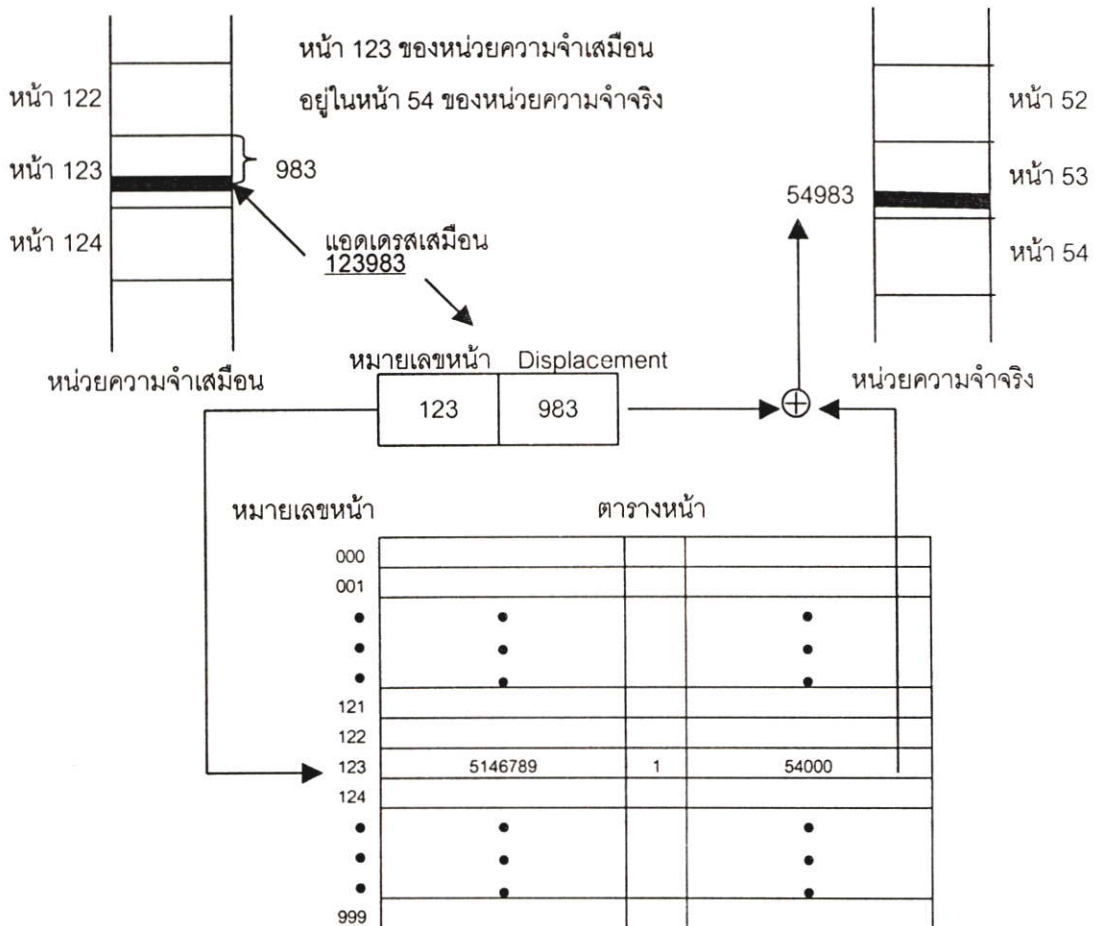 หน้า 123 ของหน่วยความจำเสมือน
อยู่ในหน้า 54 ของหน่วยความจำจริง
หน้า 122
หน้า 123
หน้า 124
983
แอดเดรสเสมือน
123983
หน่วยความจำเสมือน
54983
หน้า 52
หน้า 53
หน้า 54
หน่วยความจำจริง
หมายเลขหน้า Displacement
123 983
หมายเลขหน้า ตารางหน้า
000
001
121
122
123 5146789 1 54000
124
999